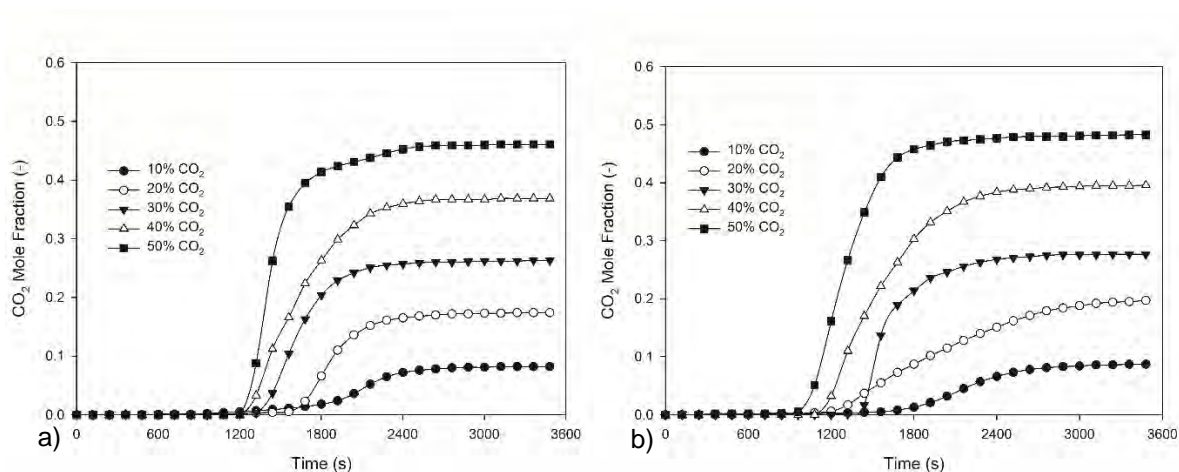 0.6
0.5
0.4
0.3
0.2
0.1
0.0
CO₂ Mole Fraction (-)
10% CO₂
20% CO₂
30% CO₂
40% CO₂
50% CO₂
0 600 1200 1800 2400 3000 3600
Time (s)
a)
0.6
0.5
0.4
0.3
0.2
0.1
0.0
CO₂ Mole Fraction (-)
10% CO₂
20% CO₂
30% CO₂
40% CO₂
50% CO₂
0 600 1200 1800 2400 3000 3600
Time (s)
b)